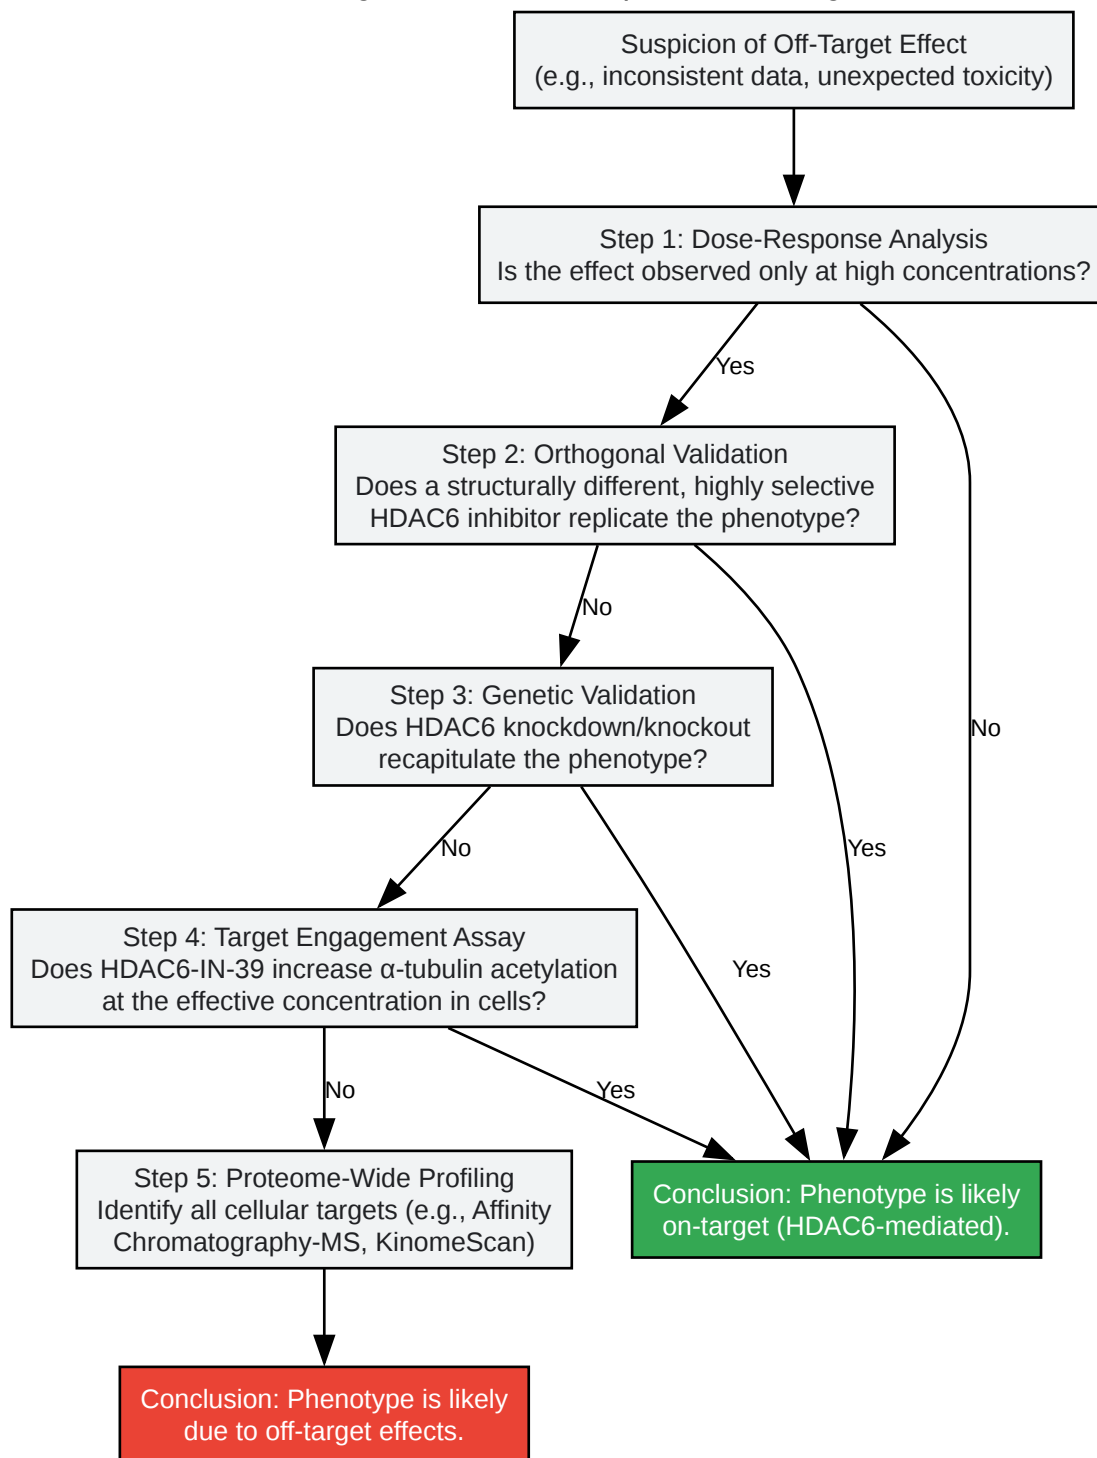 Suspicion of Off-Target Effect
(e.g., inconsistent data, unexpected toxicity)
Step 1: Dose-Response Analysis
Is the effect observed only at high concentrations?
Yes
Step 2: Orthogonal Validation
Does a structurally different, highly selective
HDAC6 inhibitor replicate the phenotype?
No
Step 3: Genetic Validation
Does HDAC6 knockdown/knockout
recapitulate the phenotype?
No
No
Yes
Step 4: Target Engagement Assay
Does HDAC6-IN-39 increase α-tubulin acetylation
at the effective concentration in cells?
Yes
No
Yes
Step 5: Proteome-Wide Profiling
Identify all cellular targets (e.g., Affinity
Chromatography-MS, KinomeScan)
Conclusion: Phenotype is likely
on-target (HDAC6-mediated).
Conclusion: Phenotype is likely
due to off-target effects.